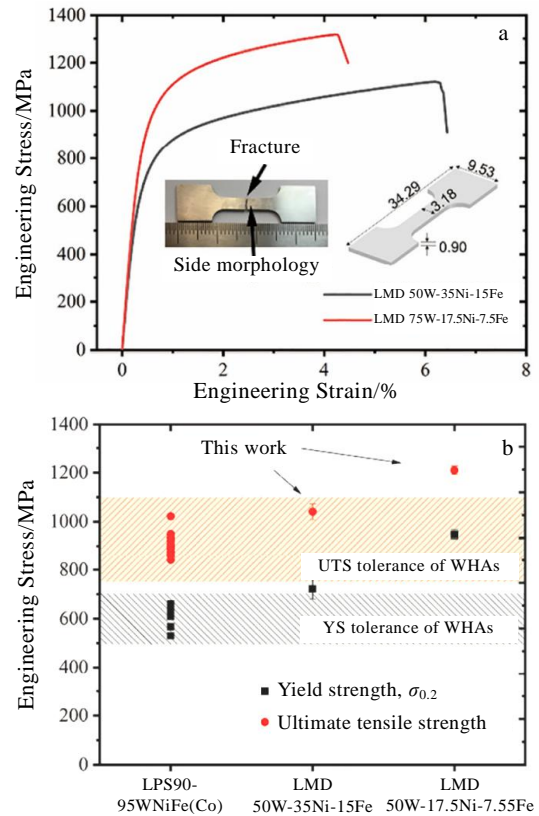 1400
1200
1000
800
600
400
200
0
Engineering Stress/MPa
a
Fracture
Side morphology
34.29
9.53
3.18
0.90
LMD 50W-35Ni-15Fe
LMD 75W-17.5Ni-7.5Fe
0 2 4 6 8
Engineering Strain/%
1400
1200
1000
800
600
400
200
0
Engineering Stress/MPa
b
This work
UTS tolerance of WHAs
YS tolerance of WHAs
Yield strength, σ0.2
Ultimate tensile strength
LPS90-
95WNiFe(Co)
LMD
50W-35Ni-15Fe
LMD
50W-17.5Ni-7.55Fe